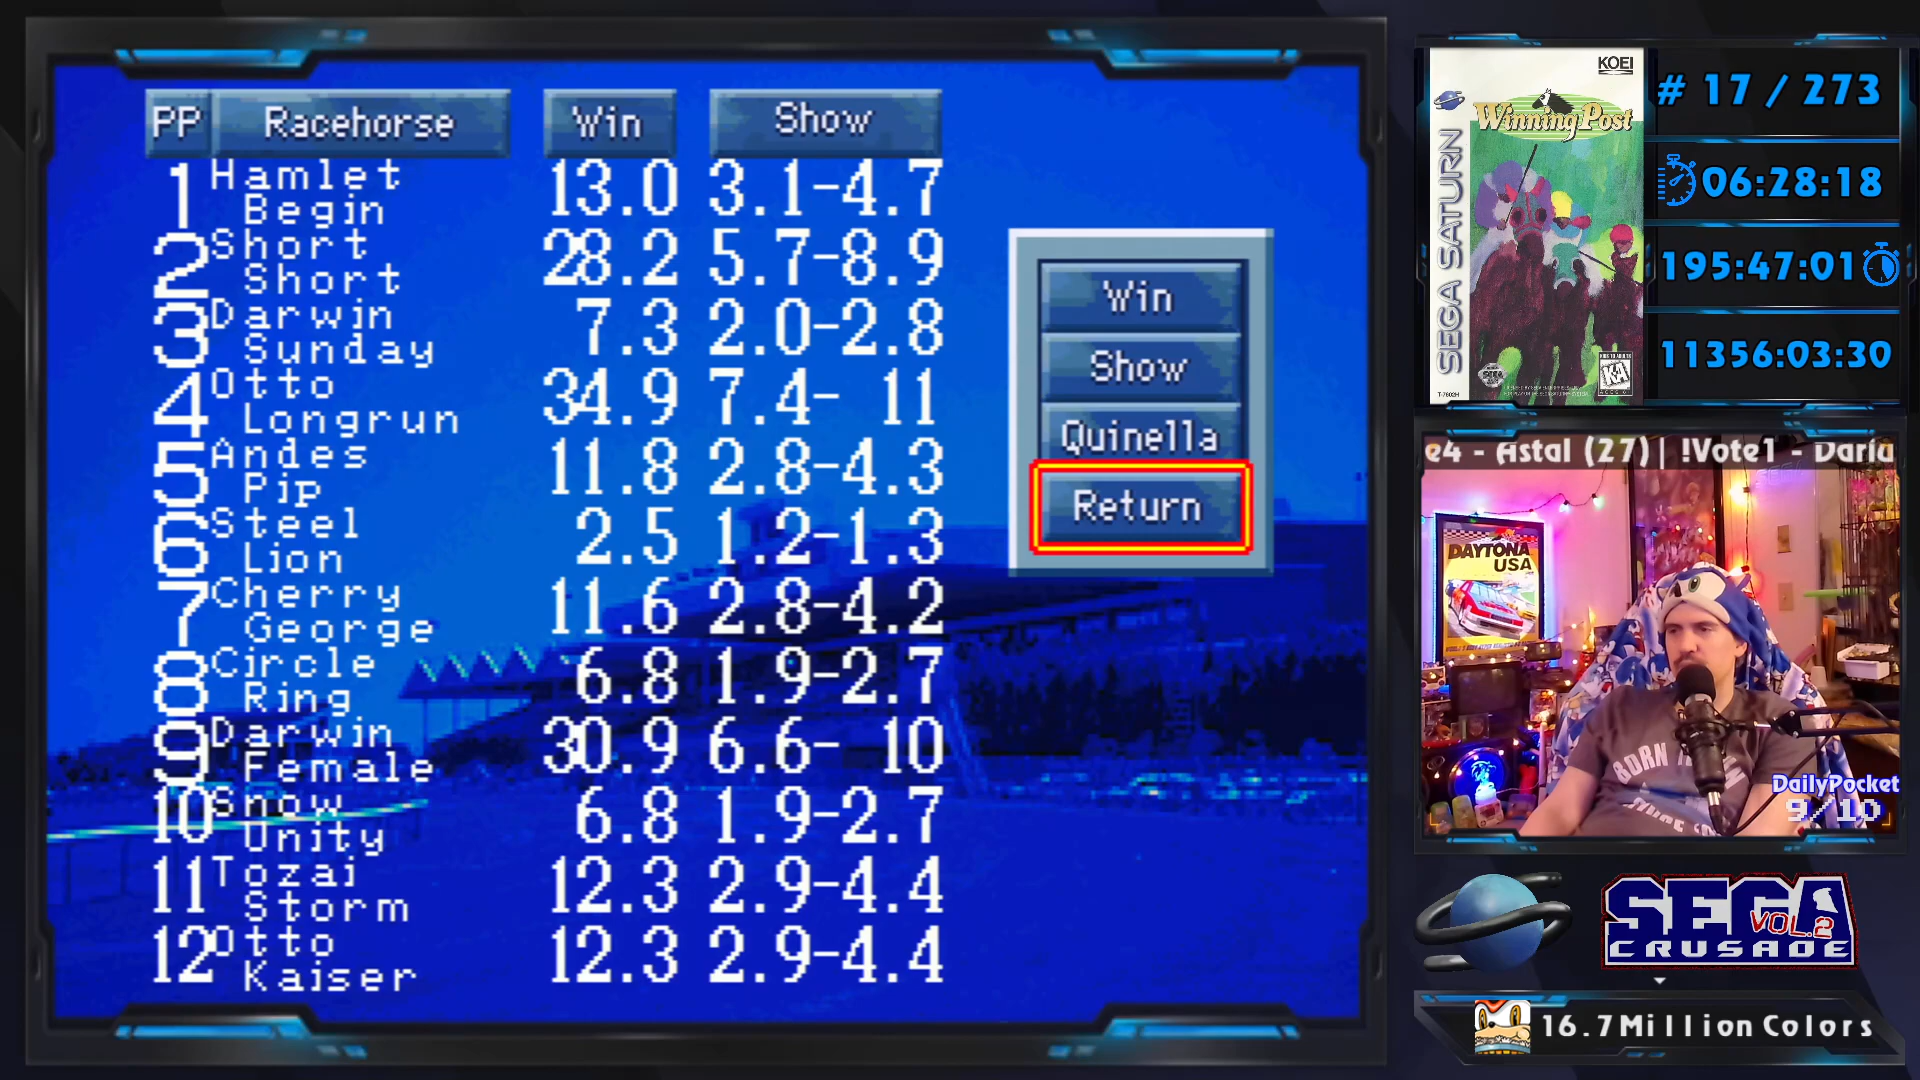 PP Racehorse Win Show
1 Hamlet Begin 13.0 3.1-4.7
2 Short Short 28.2 5.7-8.9
3 Darwin Sunday 7.3 2.0-2.8
4 Otto Longrun 34.9 7.4- 11
5 Andes Pip 11.8 2.8-4.3
6 Steel Lion 2.5 1.2-1.3
7 Cherry George 11.6 2.8-4.2
8 Circle Ring 6.8 1.9-2.7
9 Darwin Female 30.9 6.6- 10
10 Snow Unity 6.8 1.9-2.7
11 Tozai Storm 12.3 2.9-4.4
12 Otto Kaiser 12.3 2.9-4.4
Win
Show
Quinella
Return
KOEI
Winning Post
SEGA SATURN
K-A
T-7602H
# 17 / 273
06:28:18
195:47:01
11356:03:30
e4 - Astal (27) | !Vote1 - Daria
DAYTONA
USA
BORN
DailyPocket
9/10
SEGA
VOL.2
CRUSADE
16.7 Million Colors